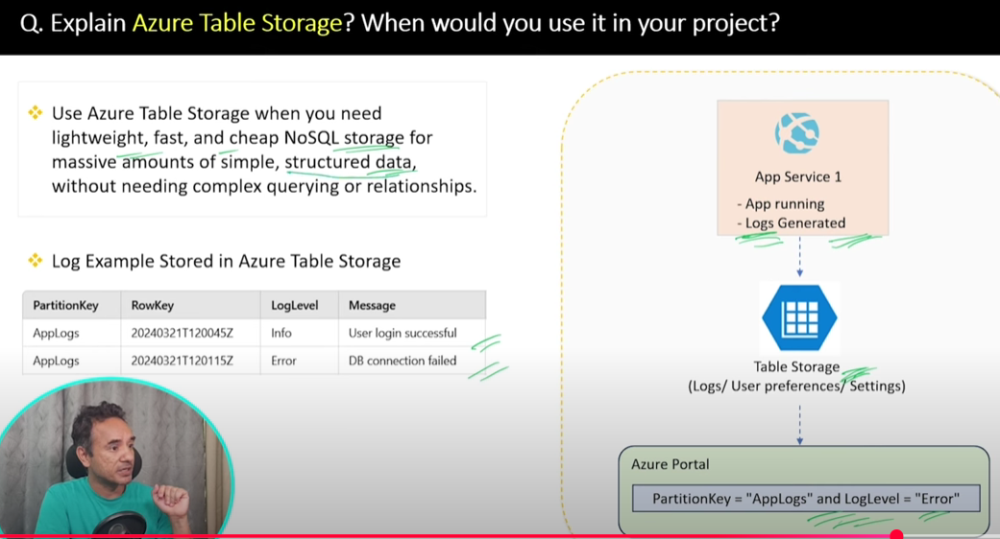 Q. Explain Azure Table Storage? When would you use it in your project?
Use Azure Table Storage when you need
lightweight, fast, and cheap NoSQL storage for
massive amounts of simple, structured data,
without needing complex querying or relationships.
Log Example Stored in Azure Table Storage
PartitionKey RowKey LogLevel Message
AppLogs 20240321T120045Z Info User login successful
AppLogs 20240321T120115Z Error DB connection failed
App Service 1
- App running
- Logs Generated
Table Storage
(Logs/ User preferences/ Settings)
Azure Portal
PartitionKey = "AppLogs" and LogLevel = "Error"